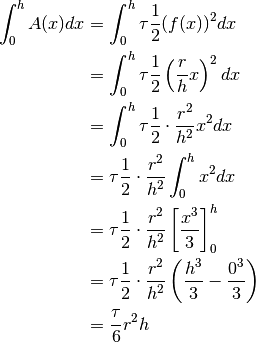 ∫₀ʰ A(x)dx = ∫₀ʰ τ ½ (f(x))² dx
= ∫₀ʰ τ ½ (r/h x)² dx
= ∫₀ʰ τ ½ · r²/h² x² dx
= τ ½ · r²/h² ∫₀ʰ x² dx
= τ ½ · r²/h² [x³/3]₀ʰ
= τ ½ · r²/h² (h³/3 − 0³/3)
= τ/6 r²h